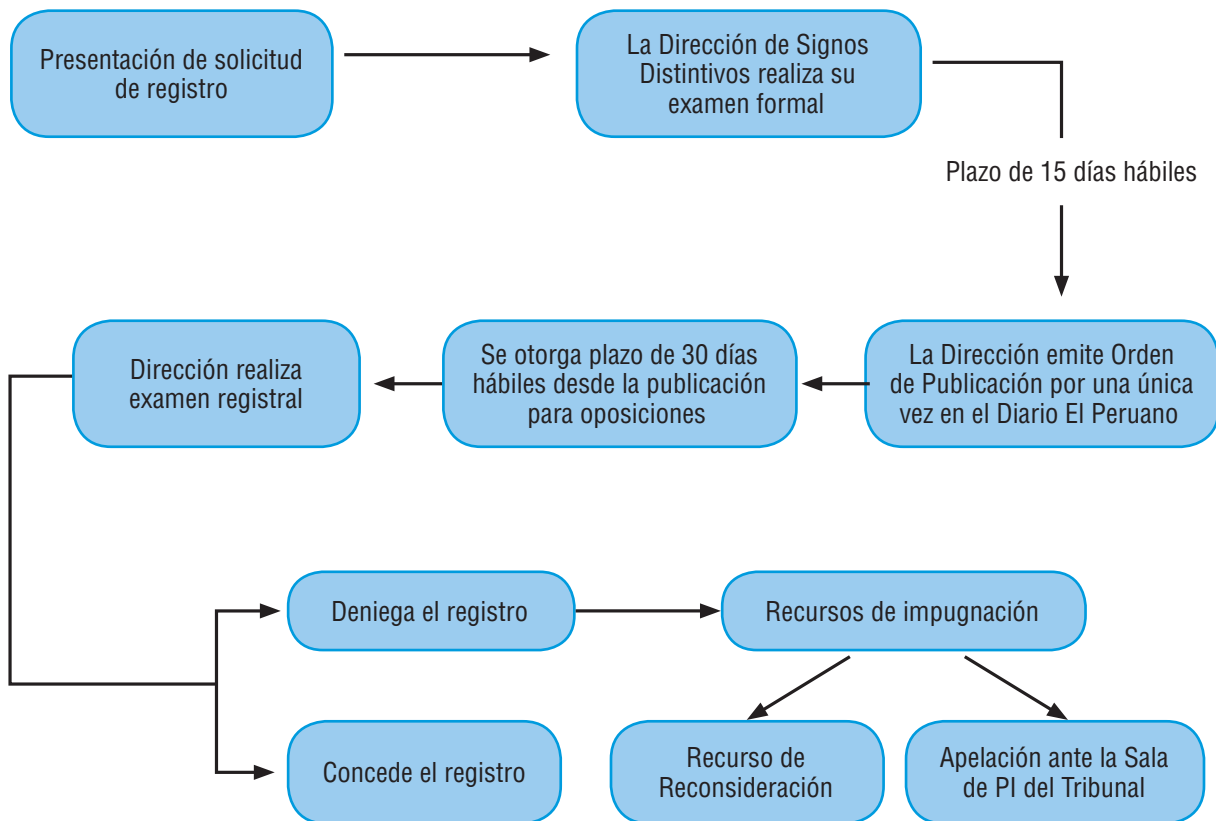 Presentación de solicitud
de registro
La Dirección de Signos
Distintivos realiza su
examen formal
Plazo de 15 días hábiles
La Dirección emite Orden
de Publicación por una única
vez en el Diario El Peruano
Se otorga plazo de 30 días
hábiles desde la publicación
para oposiciones
Dirección realiza
examen registral
Deniega el registro
Recursos de impugnación
Concede el registro
Recurso de
Reconsideración
Apelación ante la Sala
de PI del Tribunal